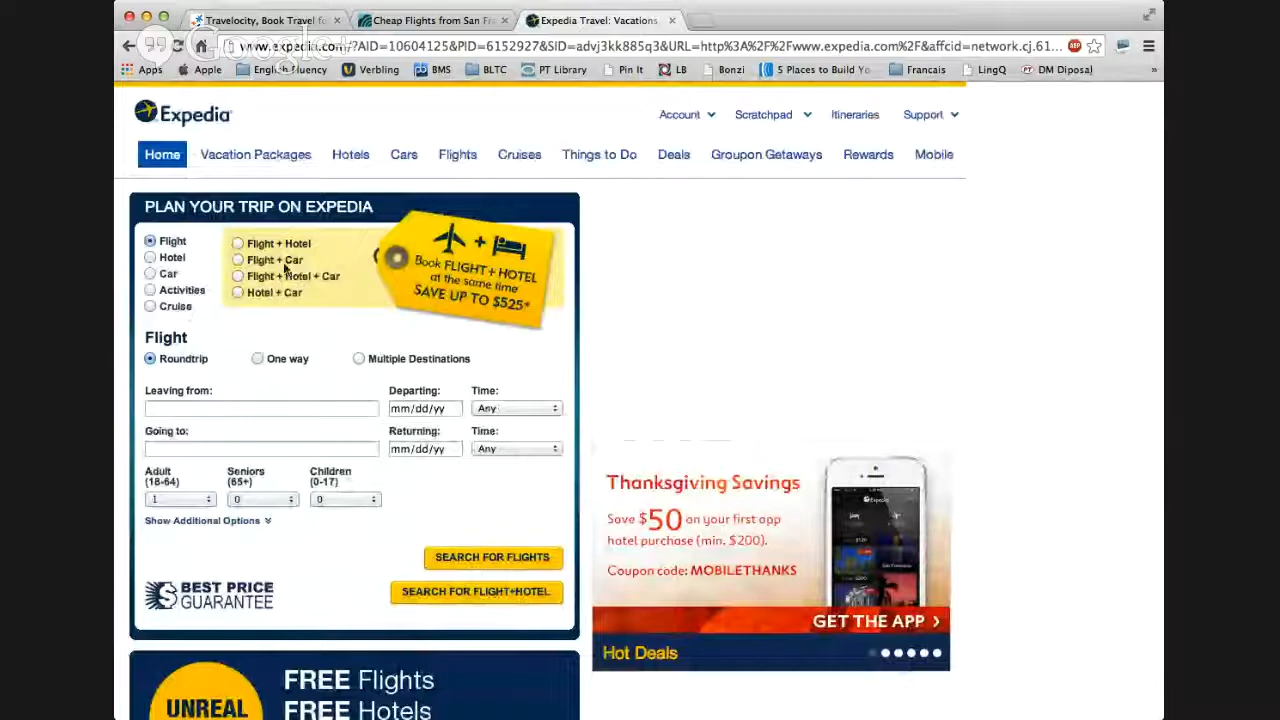 Travelocity, Book Travel fo
Cheap Flights from San Fra
Expedia Travel: Vacations
Google+
www.expedia.com/?AID=10604125&PID=6152927&SID=advj3kk885q3&URL=http%3A%2F%2Fwww.expedia.com%2F&affcid=network.cj.61...
Apps Apple English Fluency Verbling BMS BLTC PT Library Pin It LB Bonzi 5 Places to Build Yo Francais LingQ DM Diposal »
Expedia
Account Scratchpad Itineraries Support
Home Vacation Packages Hotels Cars Flights Cruises Things to Do Deals Groupon Getaways Rewards Mobile
PLAN YOUR TRIP ON EXPEDIA
Flight
Hotel
Car
Activities
Cruise
Flight + Hotel
Flight + Car
Flight + Hotel + Car
Hotel + Car
Book FLIGHT + HOTEL
at the same time
SAVE UP TO $525*
Flight
Roundtrip One way Multiple Destinations
Leaving from: Departing: Time:
mm/dd/yy Any
Going to: Returning: Time:
mm/dd/yy Any
Adult (18-64) Seniors (65+) Children (0-17)
1 0 0
Show Additional Options
SEARCH FOR FLIGHTS
SEARCH FOR FLIGHT+HOTEL
BEST PRICE
GUARANTEE
Thanksgiving Savings
Save $50 on your first app
hotel purchase (min. $200).
Coupon code: MOBILETHANKS
GET THE APP ›
Hot Deals
UNREAL
FREE Flights
FREE Hotels